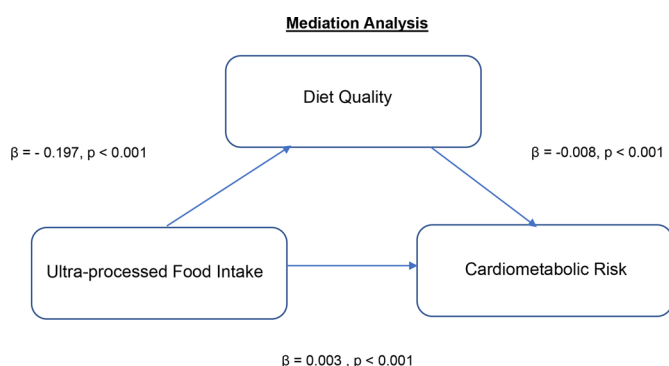 Mediation Analysis
Diet Quality
β = - 0.197, p < 0.001
β = -0.008, p < 0.001
Ultra-processed Food Intake
Cardiometabolic Risk
β = 0.003 , p < 0.001